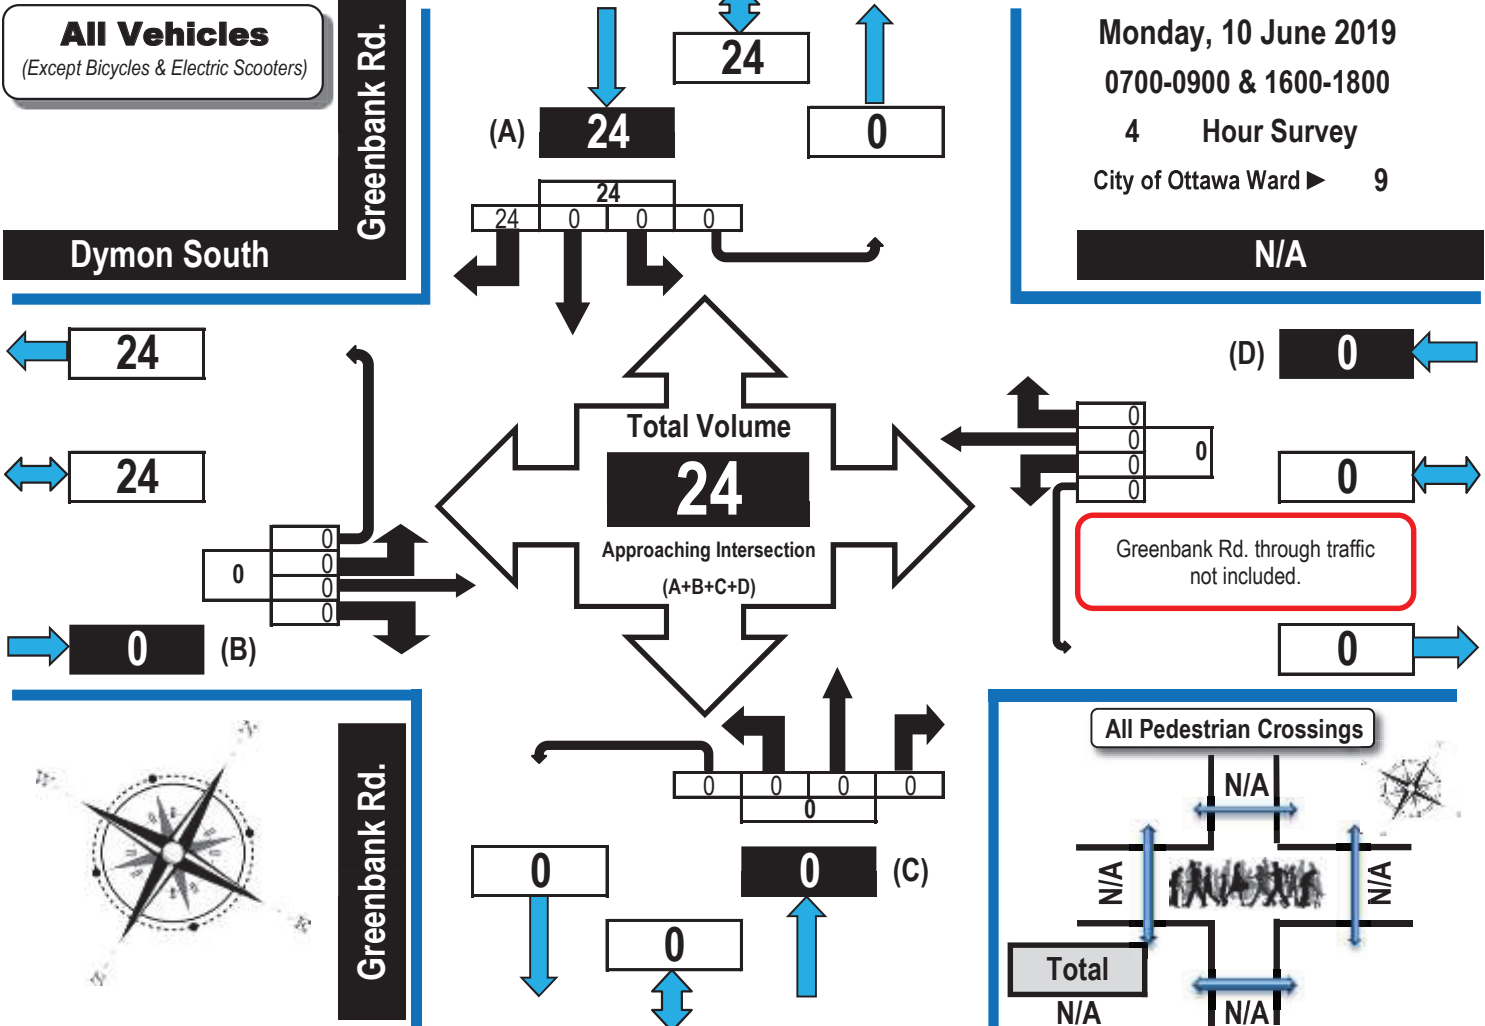 All Vehicles
(Except Bicycles & Electric Scooters)
Greenbank Rd.
Dymon South
24
(A)
24
0
24
24
0
0
0
Monday, 10 June 2019
0700-0900 & 1600-1800
4 Hour Survey
City of Ottawa Ward ► 9
N/A
24
24
0
0
0
0
0
0
(B)
Total Volume
24
Approaching Intersection
(A+B+C+D)
(D)
0
0
0
0
0
0
0
Greenbank Rd. through traffic
not included.
0
Greenbank Rd.
0
0
0
0
0
0
0
(C)
0
All Pedestrian Crossings
N/A
N/A
N/A
Total
N/A
N/A